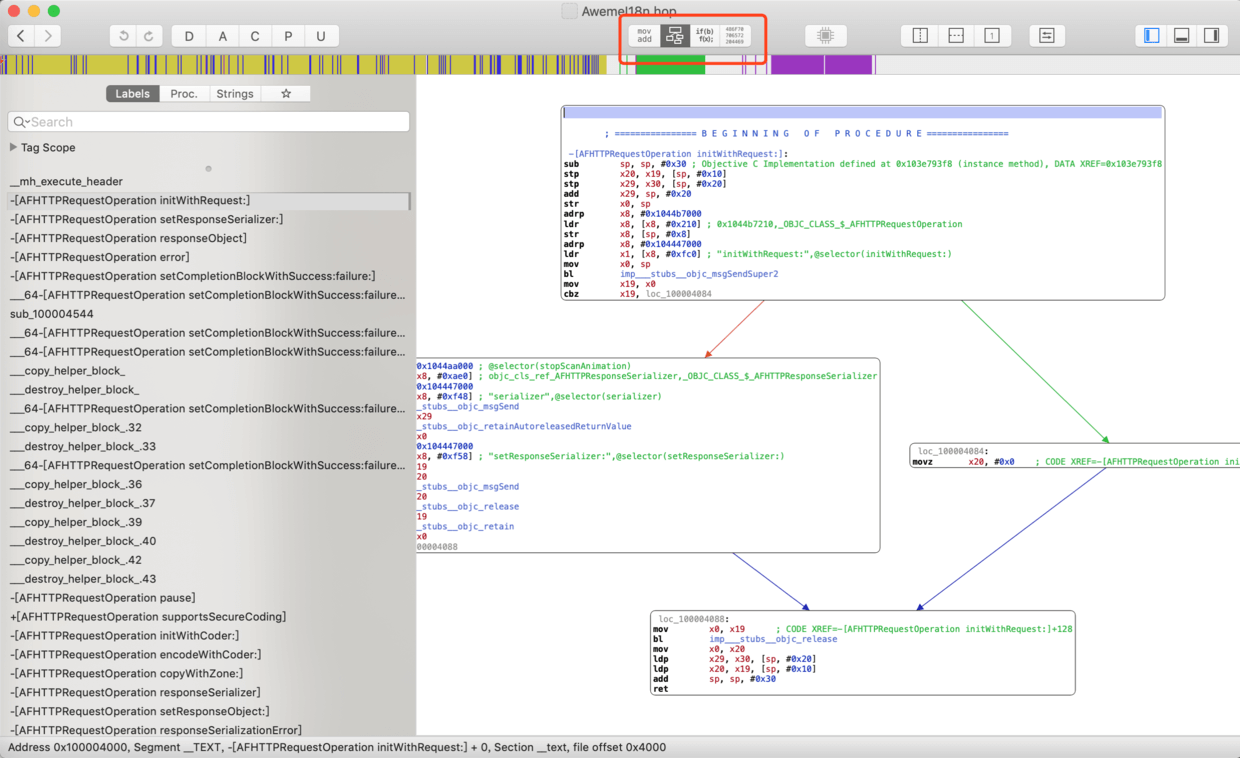 AwemeI18n.hop
D A C P U
mov add
if(b) f(x);
1
Labels Proc. Strings ☆
Search
Tag Scope
__mh_execute_header
-[AFHTTPRequestOperation initWithRequest:]
-[AFHTTPRequestOperation setResponseSerializer:]
-[AFHTTPRequestOperation responseObject]
-[AFHTTPRequestOperation error]
-[AFHTTPRequestOperation setCompletionBlockWithSuccess:failure:]
___64-[AFHTTPRequestOperation setCompletionBlockWithSuccess:failure...
sub_100004544
___64-[AFHTTPRequestOperation setCompletionBlockWithSuccess:failure...
___64-[AFHTTPRequestOperation setCompletionBlockWithSuccess:failure...
___copy_helper_block_
___destroy_helper_block_
___64-[AFHTTPRequestOperation setCompletionBlockWithSuccess:failure...
___copy_helper_block_.32
___destroy_helper_block_.33
___64-[AFHTTPRequestOperation setCompletionBlockWithSuccess:failure...
___copy_helper_block_.36
___destroy_helper_block_.37
___copy_helper_block_.39
___destroy_helper_block_.40
___copy_helper_block_.42
___destroy_helper_block_.43
-[AFHTTPRequestOperation pause]
+[AFHTTPRequestOperation supportsSecureCoding]
-[AFHTTPRequestOperation initWithCoder:]
-[AFHTTPRequestOperation encodeWithCoder:]
-[AFHTTPRequestOperation copyWithZone:]
-[AFHTTPRequestOperation responseSerializer]
-[AFHTTPRequestOperation setResponseObject:]
-[AFHTTPRequestOperation responseSerializationError]
; ================ B E G I N N I N G   O F   P R O C E D U R E ================
-[AFHTTPRequestOperation initWithRequest:]:
sub sp, sp, #0x30 ; Objective C Implementation defined at 0x103e793f8 (instance method), DATA XREF=0x103e793f8
stp x20, x19, [sp, #0x10]
stp x29, x30, [sp, #0x20]
add x29, sp, #0x20
str x0, sp
adrp x8, #0x1044b7000
ldr x8, [x8, #0x210] ; 0x1044b7210,_OBJC_CLASS_$_AFHTTPRequestOperation
str x8, [sp, #0x8]
adrp x8, #0x104447000
ldr x1, [x8, #0xfc0] ; "initWithRequest:",@selector(initWithRequest:)
mov x0, sp
bl imp___stubs__objc_msgSendSuper2
mov x19, x0
cbz x19, loc_100004084
0x1044aa000 ; @selector(stopScanAnimation)
x8, #0xae0] ; objc_cls_ref_AFHTTPResponseSerializer,_OBJC_CLASS_$_AFHTTPResponseSerializer
0x104447000
x8, #0xf48] ; "serializer",@selector(serializer)
_stubs__objc_msgSend
x29
_stubs__objc_retainAutoreleasedReturnValue
x0
0x104447000
x8, #0xf58] ; "setResponseSerializer:",@selector(setResponseSerializer:)
19
20
_stubs__objc_msgSend
20
_stubs__objc_release
19
_stubs__objc_retain
x0
00004088
loc_100004084:
movz x20, #0x0 ; CODE XREF=-[AFHTTPRequestOperation ini
loc_100004088:
mov x0, x19 ; CODE XREF=-[AFHTTPRequestOperation initWithRequest:]+128
bl imp___stubs__objc_release
mov x0, x20
ldp x29, x30, [sp, #0x20]
ldp x20, x19, [sp, #0x10]
add sp, sp, #0x30
ret
Address 0x100004000, Segment __TEXT, -[AFHTTPRequestOperation initWithRequest:] + 0, Section __text, file offset 0x4000